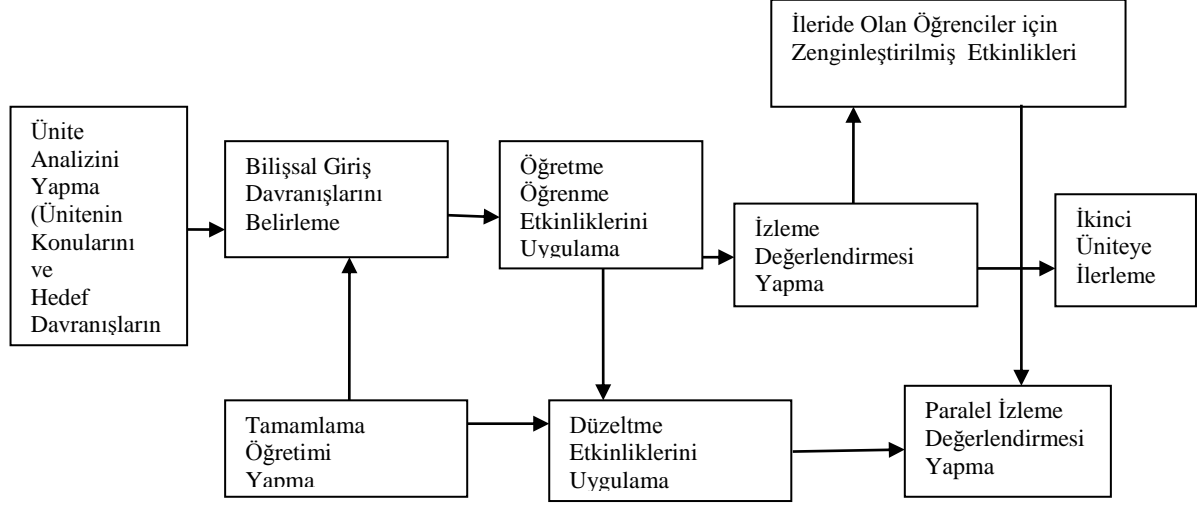 İleride Olan Öğrenciler için
Zenginleştirilmiş Etkinlikleri
Ünite
Analizini
Yapma
(Ünitenin
Konularını
ve
Hedef
Davranışların
Bilişsal Giriş
Davranışlarını
Belirleme
Öğretme
Öğrenme
Etkinliklerini
Uygulama
İzleme
Değerlendirmesi
Yapma
İkinci
Üniteye
İlerleme
Tamamlama
Öğretimi
Yapma
Düzeltme
Etkinliklerini
Uygulama
Paralel İzleme
Değerlendirmesi
Yapma